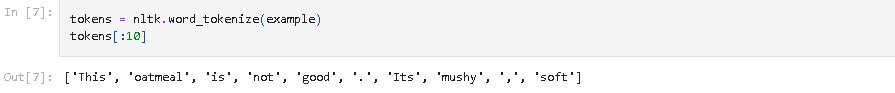 In [7]:
tokens = nltk.word_tokenize(example)
tokens[:10]
Out[7]: ['This', 'oatmeal', 'is', 'not', 'good', '.', 'Its', 'mushy', ',', 'soft']